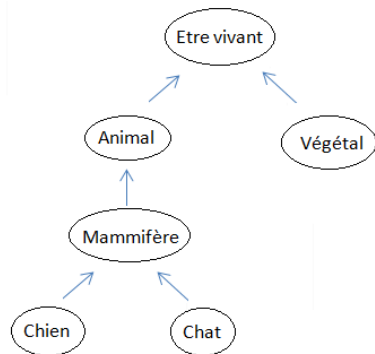 Etre vivant
Animal
Végétal
Mammifère
Chien
Chat